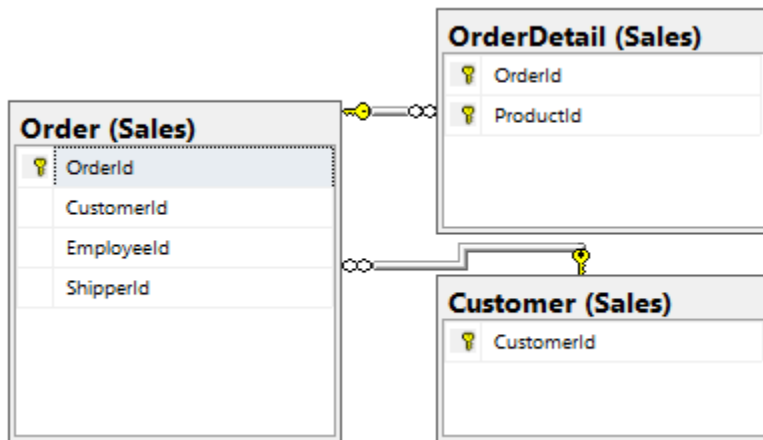 OrderDetail (Sales)
OrderId
ProductId
Order (Sales)
OrderId
CustomerId
EmployeeId
ShipperId
Customer (Sales)
CustomerId